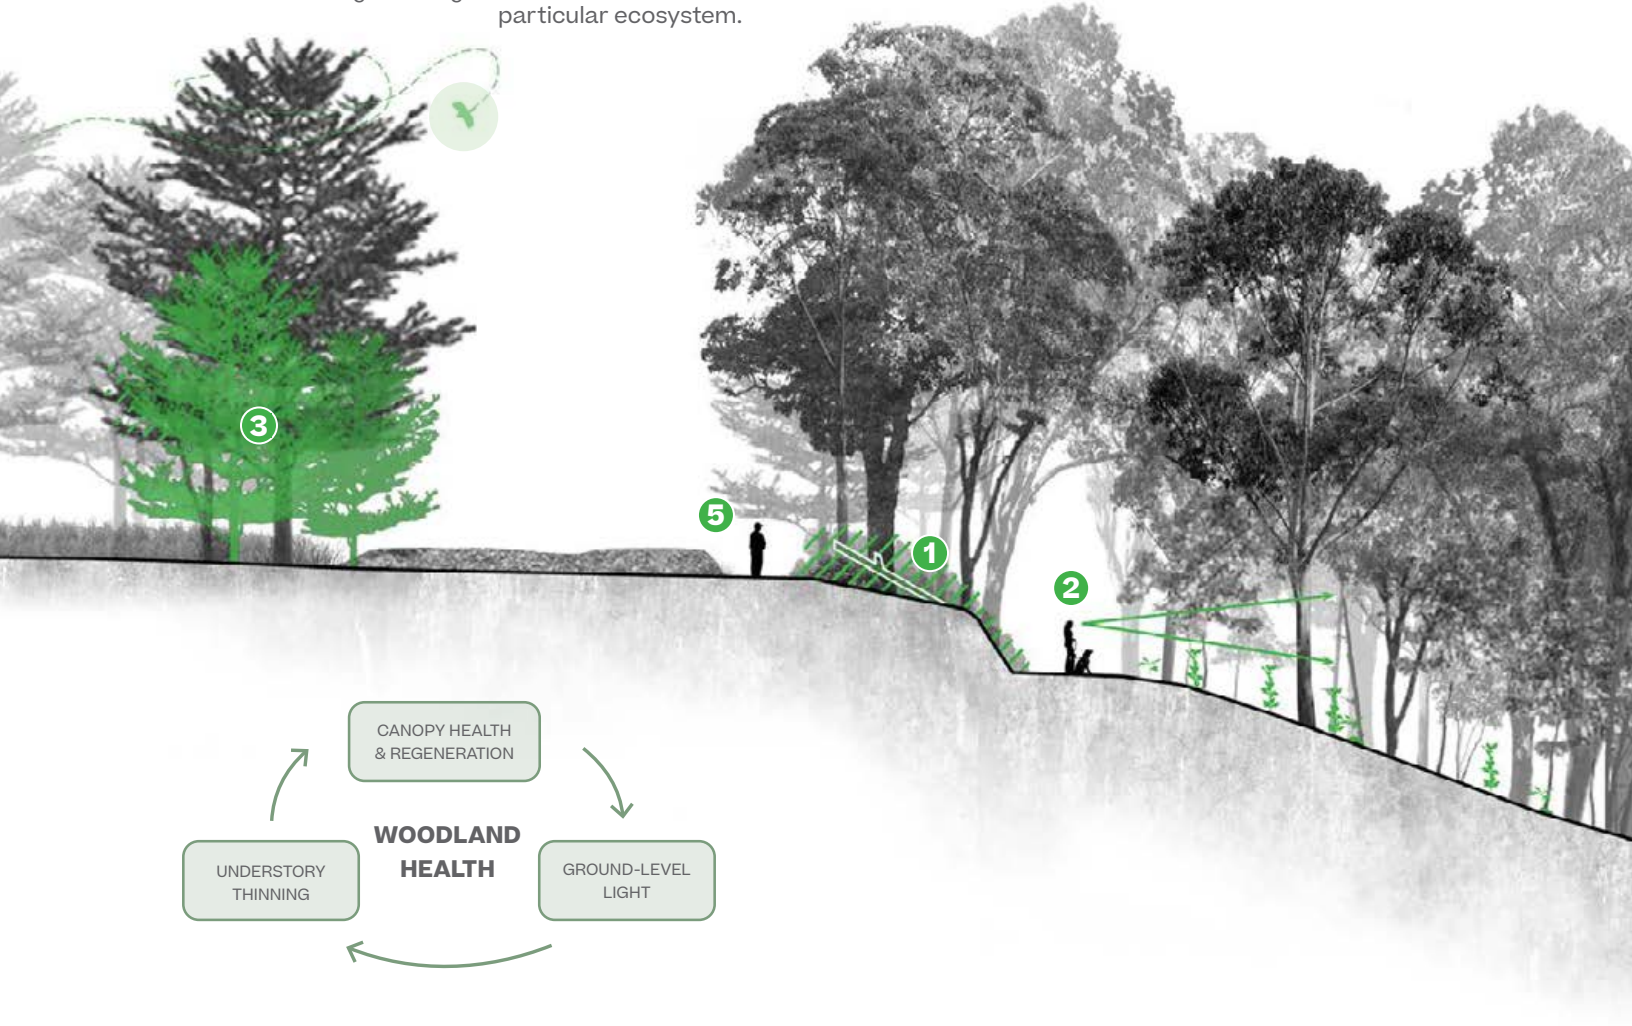 particular ecosystem.
3
5
1
2
CANOPY HEALTH
& REGENERATION
WOODLAND
HEALTH
UNDERSTORY
THINNING
GROUND-LEVEL
LIGHT